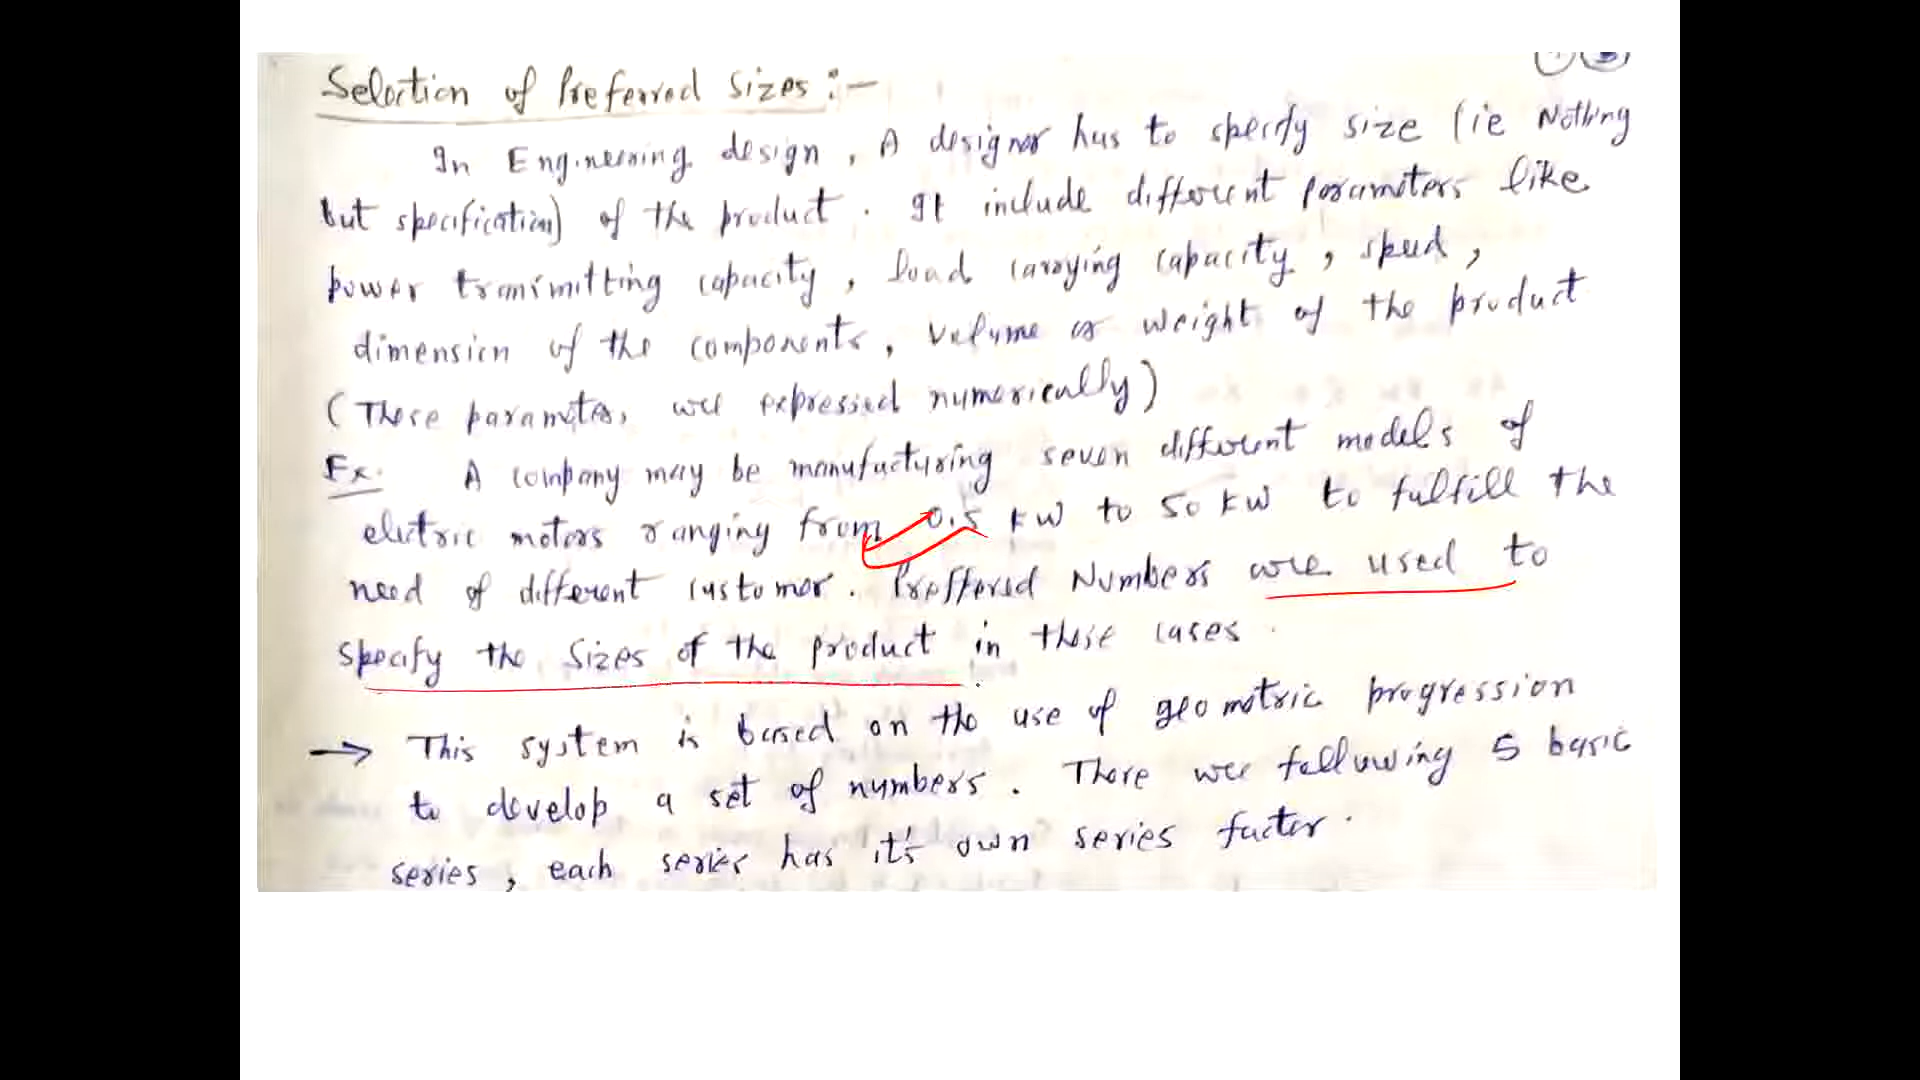 Selection of Preferred Sizes :-
In Engineering design, A designer has to specify size (ie Nothing
but specification) of the product. It include different parameters like
power transmitting capacity, load carrying capacity, speed,
dimension of the components, Volume or weight of the product
(These parameters are expressed numerically)
Ex. A company may be manufacturing seven different models of
electric motors ranging from 0.5 kW to 50 kW to fulfill the
need of different customer. Preffered Numbers are used to
specify the sizes of the product in these cases.
→ This system is based on the use of geometric progression
to develop a set of numbers. There are following 5 basic
series, each series has it's own series factor.